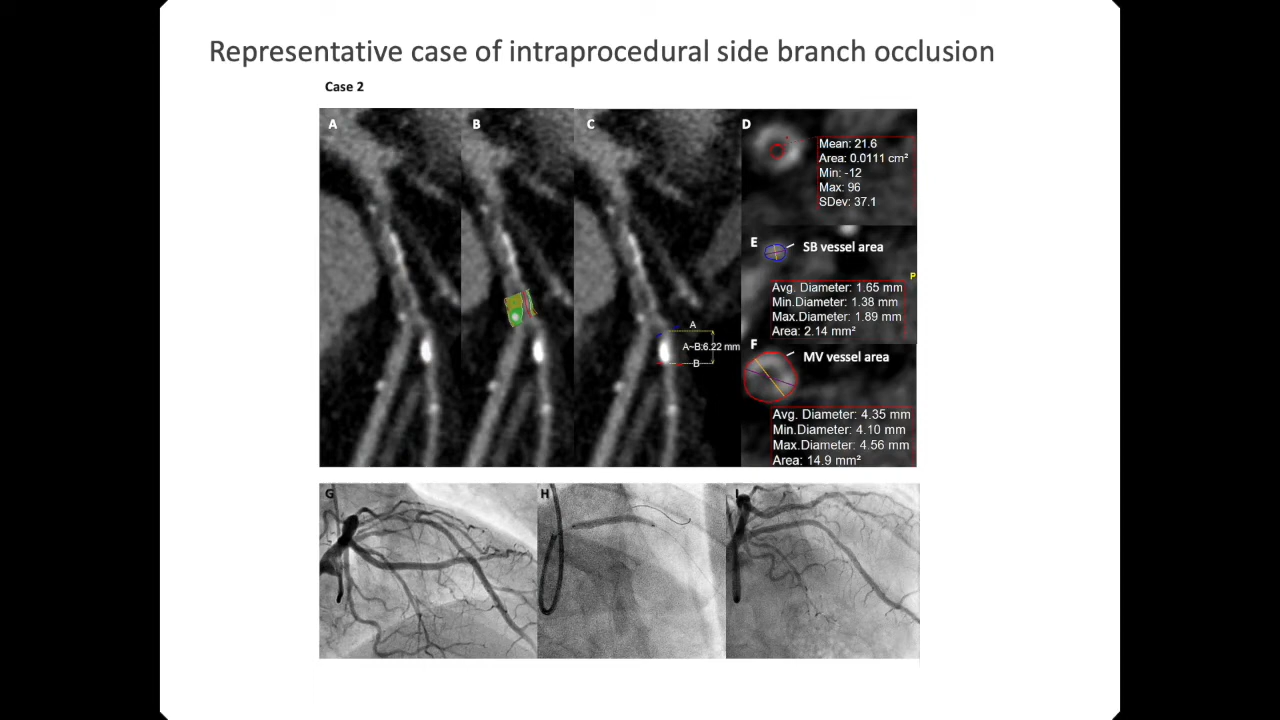 Representative case of intraprocedural side branch occlusion
Case 2
A
B
C
D
Mean: 21.6
Area: 0.0111 cm²
Min: -12
Max: 96
SDev: 37.1
E
SB vessel area
P
Avg. Diameter: 1.65 mm
Min.Diameter: 1.38 mm
Max.Diameter: 1.89 mm
Area: 2.14 mm²
A
A~B:6.22 mm
B
F
MV vessel area
Avg. Diameter: 4.35 mm
Min.Diameter: 4.10 mm
Max.Diameter: 4.56 mm
Area: 14.9 mm²
G
H
I